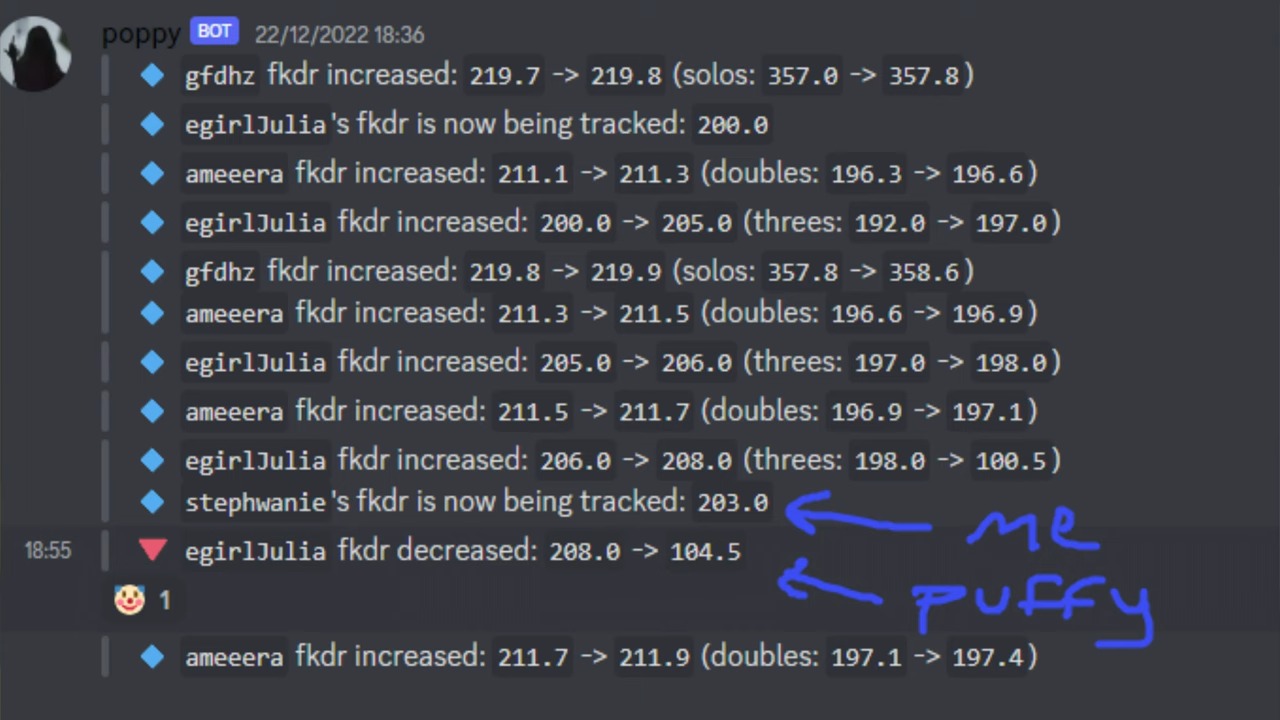 poppy BOT 22/12/2022 18:36
gfdhz fkdr increased: 219.7 -> 219.8 (solos: 357.0 -> 357.8)
egirlJulia's fkdr is now being tracked: 200.0
ameeera fkdr increased: 211.1 -> 211.3 (doubles: 196.3 -> 196.6)
egirlJulia fkdr increased: 200.0 -> 205.0 (threes: 192.0 -> 197.0)
gfdhz fkdr increased: 219.8 -> 219.9 (solos: 357.8 -> 358.6)
ameeera fkdr increased: 211.3 -> 211.5 (doubles: 196.6 -> 196.9)
egirlJulia fkdr increased: 205.0 -> 206.0 (threes: 197.0 -> 198.0)
ameeera fkdr increased: 211.5 -> 211.7 (doubles: 196.9 -> 197.1)
egirlJulia fkdr increased: 206.0 -> 208.0 (threes: 198.0 -> 100.5)
stephwanie's fkdr is now being tracked: 203.0
me
18:55 egirlJulia fkdr decreased: 208.0 -> 104.5
puffy
1
ameeera fkdr increased: 211.7 -> 211.9 (doubles: 197.1 -> 197.4)